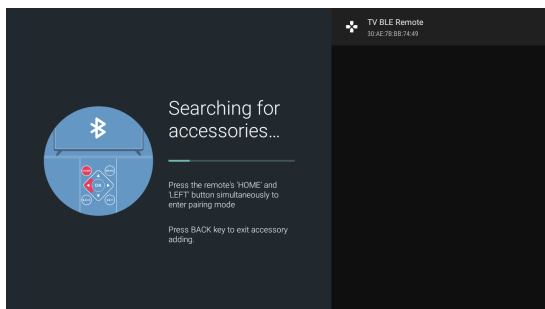 Searching for
accessories...
Press the remote's 'HOME' and
'LEFT' button simultaneously to
enter pairing mode
Press BACK key to exit accessory
adding.
OK
TV BLE Remote
30:AE:78:BB:74:49